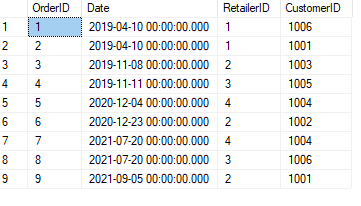 OrderID Date RetailerID CustomerID
1 1 2019-04-10 00:00:00.000 1 1006
2 2 2019-04-10 00:00:00.000 1 1001
3 3 2019-11-08 00:00:00.000 2 1003
4 4 2019-11-11 00:00:00.000 3 1005
5 5 2020-12-04 00:00:00.000 4 1004
6 6 2020-12-23 00:00:00.000 2 1002
7 7 2021-07-20 00:00:00.000 4 1004
8 8 2021-07-20 00:00:00.000 3 1006
9 9 2021-09-05 00:00:00.000 2 1001